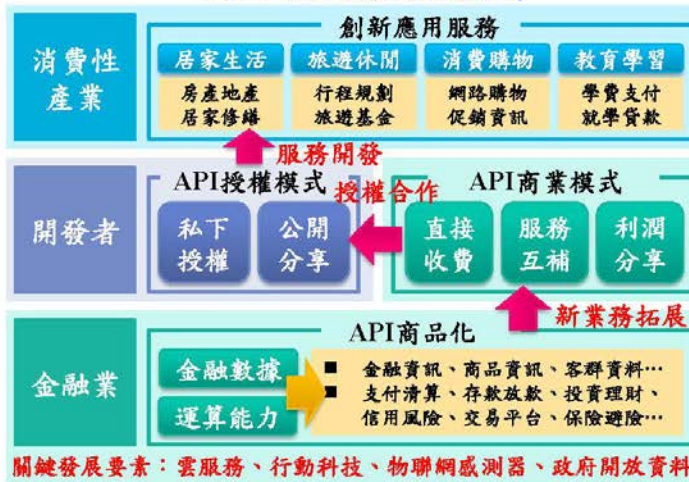 消費性
產業
創新應用服務
居家生活
房產地產
居家修繕
旅遊休閒
行程規劃
旅遊基金
消費購物
網路購物
促銷資訊
教育學習
學費支付
就學貸款
服務開發
開發者
API授權模式
私下
授權
公開
分享
授權合作
API商業模式
直接
收費
服務
互補
利潤
分享
新業務拓展
金融業
API商品化
金融數據
運算能力
■ 金融資訊、商品資訊、客群資料…
■ 支付清算、存款放款、投資理財、
信用風險、交易平台、保險避險…
關鍵發展要素：雲服務、行動科技、物聯網感測器、政府開放資料